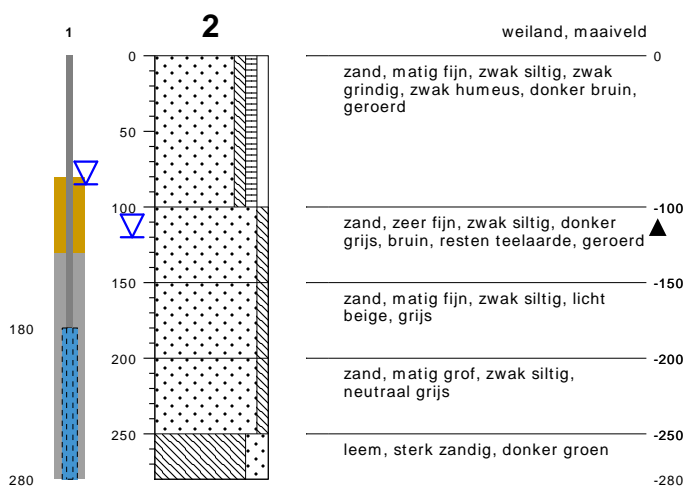 1
2
weiland, maaiveld
0
0
zand, matig fijn, zwak siltig, zwak
grindig, zwak humeus, donker bruin,
geroerd
50
100
-100
zand, zeer fijn, zwak siltig, donker
grijs, bruin, resten teelaarde, geroerd
150
-150
zand, matig fijn, zwak siltig, licht
beige, grijs
180
200
-200
zand, matig grof, zwak siltig,
neutraal grijs
250
-250
leem, sterk zandig, donker groen
280
-280